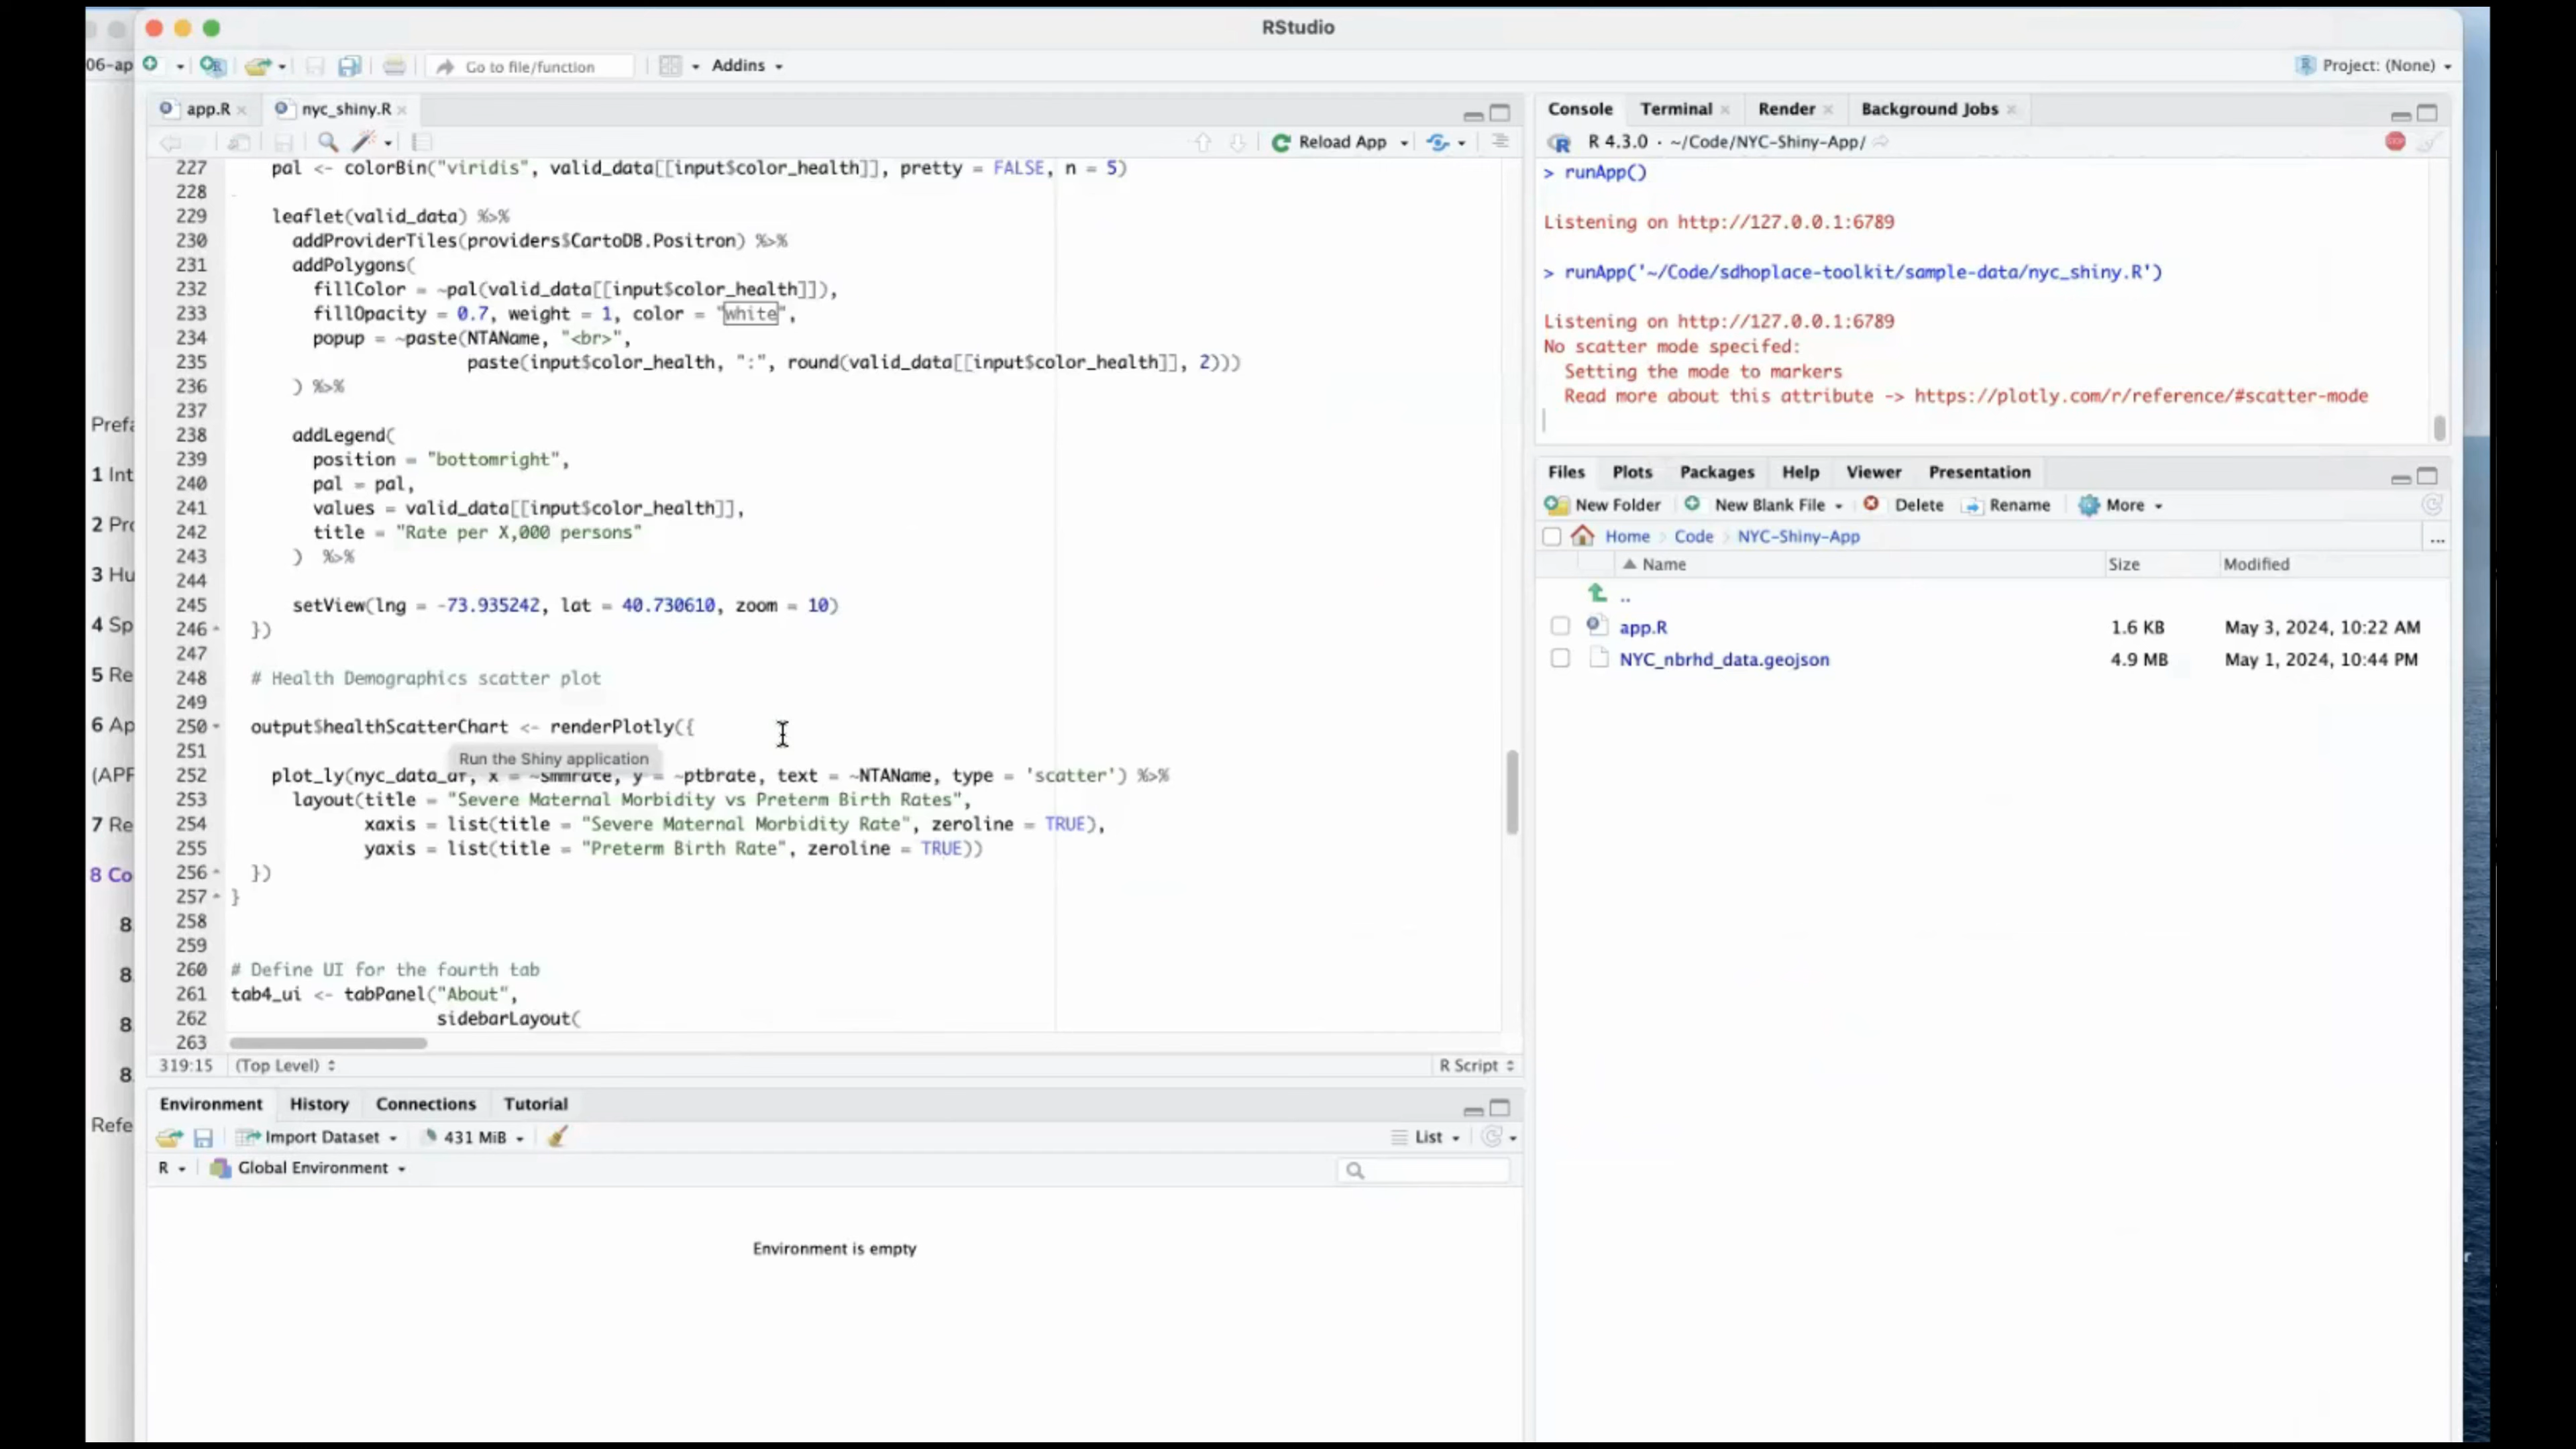 RStudio
06-ap
Go to file/function
Addins
Project: (None)
app.R
nyc_shiny.R
Reload App
227 pal <- colorBin("viridis", valid_data[[input$color_health]], pretty = FALSE, n = 5)
228
229 leaflet(valid_data) %>%
230 addProviderTiles(providers$CartoDB.Positron) %>%
231 addPolygons(
232 fillColor = ~pal(valid_data[[input$color_health]]),
233 fillOpacity = 0.7, weight = 1, color = "white",
234 popup = ~paste(NTAName, "<br>",
235 paste(input$color_health, ":", round(valid_data[[input$color_health]], 2)))
236 ) %>%
237
238 addLegend(
239 position = "bottomright",
240 pal = pal,
241 values = valid_data[[input$color_health]],
242 title = "Rate per X,000 persons"
243 ) %>%
244
245 setView(lng = -73.935242, lat = 40.730610, zoom = 10)
246 })
247
248 # Health Demographics scatter plot
249
250 output$healthScatterChart <- renderPlotly({
251
Run the Shiny application
252 plot_ly(nyc_data_df, x = ~smmrate, y = ~ptbrate, text = ~NTAName, type = 'scatter') %>%
253 layout(title = "Severe Maternal Morbidity vs Preterm Birth Rates",
254 xaxis = list(title = "Severe Maternal Morbidity Rate", zeroline = TRUE),
255 yaxis = list(title = "Preterm Birth Rate", zeroline = TRUE))
256 })
257 }
258
259
260 # Define UI for the fourth tab
261 tab4_ui <- tabPanel("About",
262 sidebarLayout(
263
319:15 (Top Level)
R Script
Prefa
1 Int
2 Pro
3 Hu
4 Sp
5 Re
6 Ap
(APP
7 Re
8 Co
8.
8.
8.
8.
Refe
Environment History Connections Tutorial
Import Dataset 431 MiB List
R Global Environment
Environment is empty
Console Terminal Render Background Jobs
R 4.3.0 · ~/Code/NYC-Shiny-App/
> runApp()
Listening on http://127.0.0.1:6789
> runApp('~/Code/sdhoplace-toolkit/sample-data/nyc_shiny.R')
Listening on http://127.0.0.1:6789
No scatter mode specifed:
Setting the mode to markers
Read more about this attribute -> https://plotly.com/r/reference/#scatter-mode
Files Plots Packages Help Viewer Presentation
New Folder New Blank File Delete Rename More
Home Code NYC-Shiny-App ...
Name Size Modified
..
app.R 1.6 KB May 3, 2024, 10:22 AM
NYC_nbrhd_data.geojson 4.9 MB May 1, 2024, 10:44 PM